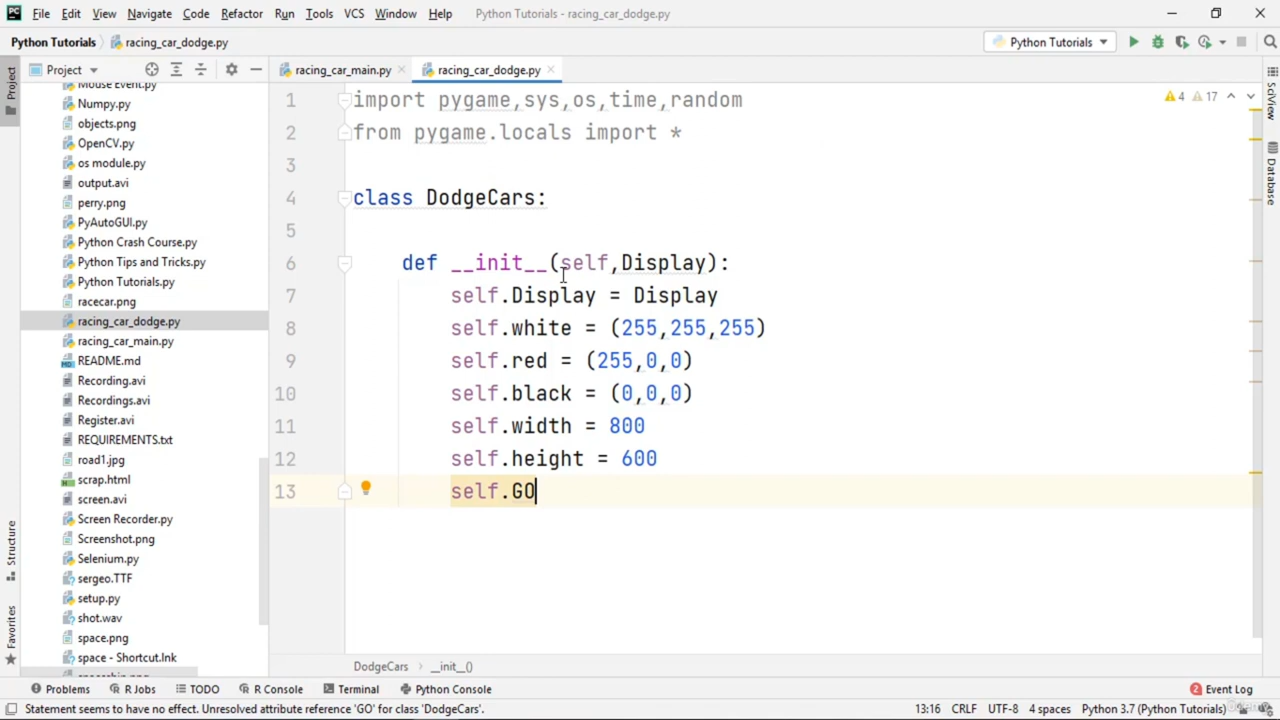 File Edit View Navigate Code Refactor Run Tools VCS Window Help Python Tutorials - racing_car_dodge.py
Python Tutorials racing_car_dodge.py Python Tutorials
Project racing_car_main.py racing_car_dodge.py
Project
Structure
Favorites
Mouse Event.py
Numpy.py
objects.png
OpenCV.py
os module.py
output.avi
perry.png
PyAutoGUI.py
Python Crash Course.py
Python Tips and Tricks.py
Python Tutorials.py
racecar.png
racing_car_dodge.py
racing_car_main.py
README.md
Recording.avi
Recordings.avi
Register.avi
REQUIREMENTS.txt
road1.jpg
scrap.html
screen.avi
Screen Recorder.py
Screenshot.png
Selenium.py
sergeo.TTF
setup.py
shot.wav
space.png
space - Shortcut.lnk
1 import pygame,sys,os,time,random
2 from pygame.locals import *
3
4 class DodgeCars:
5
6 def __init__(self,Display):
7 self.Display = Display
8 self.white = (255,255,255)
9 self.red = (255,0,0)
10 self.black = (0,0,0)
11 self.width = 800
12 self.height = 600
13 self.GO
4 17
SciView
Database
DodgeCars __init__()
Problems R Jobs TODO R Console Terminal Python Console 2 Event Log
Statement seems to have no effect. Unresolved attribute reference 'GO' for class 'DodgeCars'. 13:16 CRLF UTF-8 4 spaces Python 3.7 (Python Tutorials)